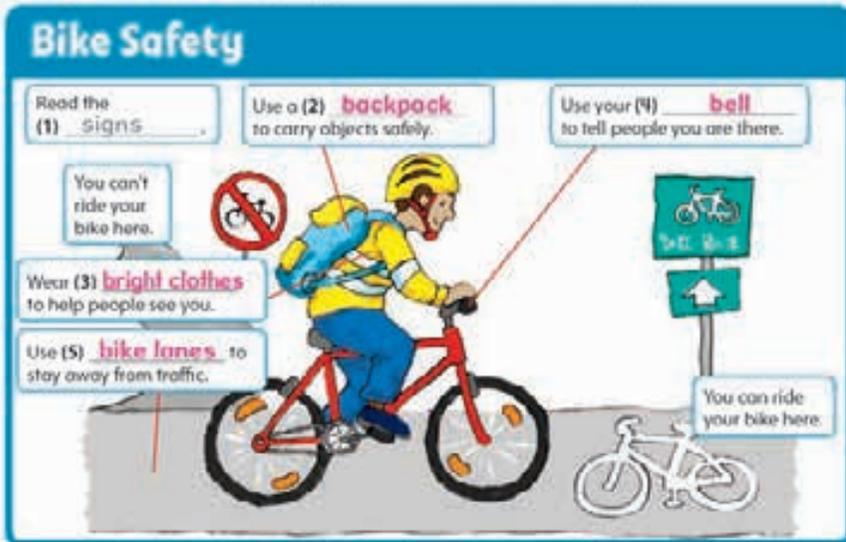 Bike Safety
Read the
(1) signs .
Use a (2) backpack
to carry objects safely.
Use your (4) bell
to tell people you are there.
You can't
ride your
bike here.
Wear (3) bright clothes
to help people see you.
Use (5) bike lanes to
stay away from traffic.
You can ride
your bike here.